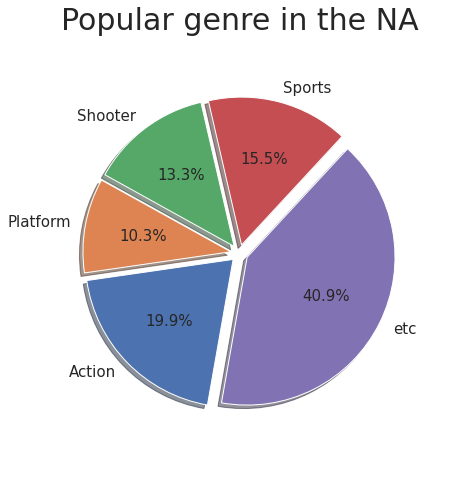 Popular genre in the NA
Sports
Shooter
15.5%
13.3%
Platform
10.3%
40.9%
19.9%
etc
Action